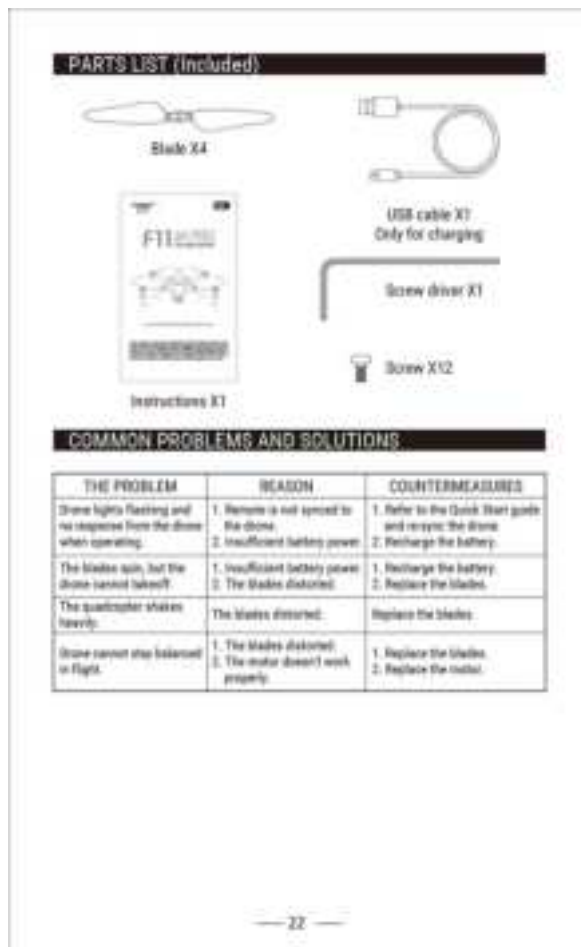 PARTS LIST (Included)
Blade X4
USB cable X1
Only for charging
F11
Screw driver X1
Screw X12
Instructions X1
COMMON PROBLEMS AND SOLUTIONS
THE PROBLEM
REASON
COUNTERMEASURES
Drone lights flashing and
no response from the drone
when operating.
1. Remote is not synced to
the drone.
2. Insufficient battery power.
1. Refer to the Quick Start guide
and re-sync the drone
2. Recharge the battery.
The blades spin, but the
drone cannot takeoff
1. Insufficient battery power
2. The blades distorted.
1. Recharge the battery.
2. Replace the blades.
The quadcopter shakes
heavily.
The blades distorted.
Replace the blades
Drone cannot stay balanced
in flight.
1. The blades distorted.
2. The motor doesn't work
properly.
1. Replace the blades.
2. Replace the motor.
22